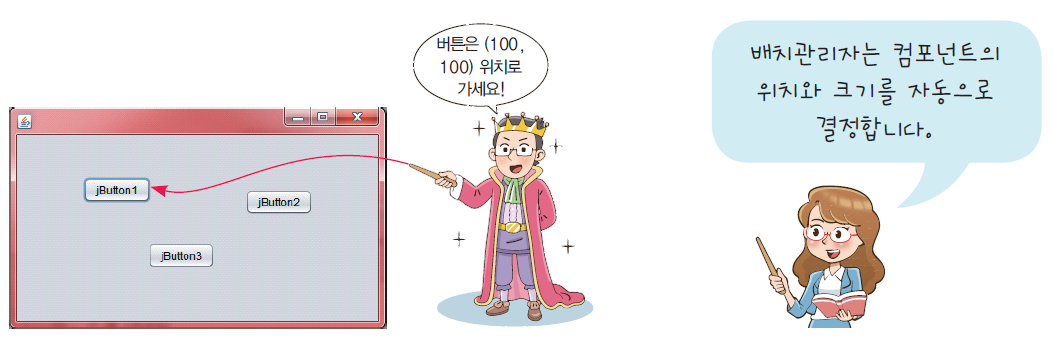 버튼은 (100,
100) 위치로
가세요!
배치관리자는 컴포넌트의
위치와 크기를 자동으로
결정합니다.
jButton1
jButton2
jButton3